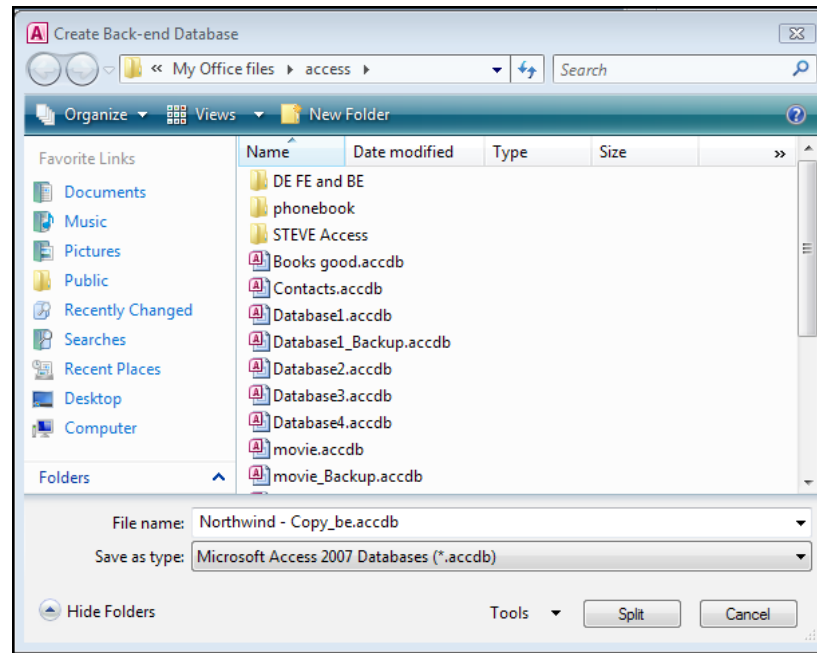 Create Back-end Database
« My Office files access
Search
Organize Views New Folder
Favorite Links
Documents
Music
Pictures
Public
Recently Changed
Searches
Recent Places
Desktop
Computer
Folders
Name Date modified Type Size »
DE FE and BE
phonebook
STEVE Access
Books good.accdb
Contacts.accdb
Database1.accdb
Database1_Backup.accdb
Database2.accdb
Database3.accdb
Database4.accdb
movie.accdb
movie_Backup.accdb
File name: Northwind - Copy_be.accdb
Save as type: Microsoft Access 2007 Databases (*.accdb)
Hide Folders Tools Split Cancel